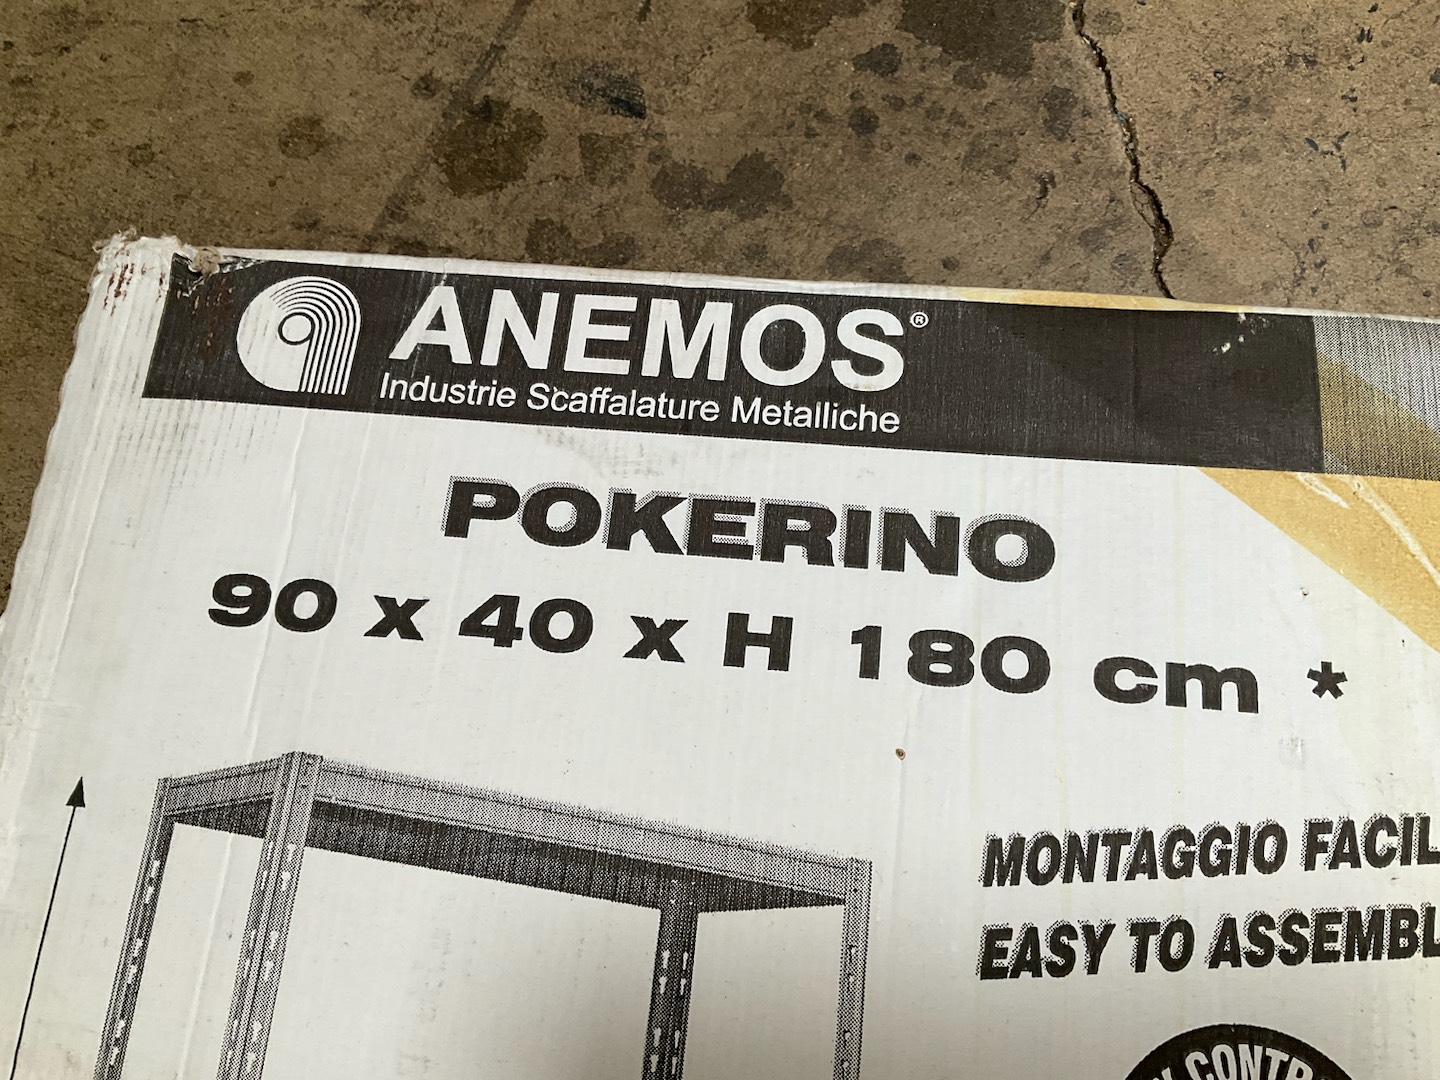 ANEMOS®
Industrie Scaffalature Metalliche
POKERINO
90 x 40 x H 180 cm *
MONTAGGIO FACIL
EASY TO ASSEMBL